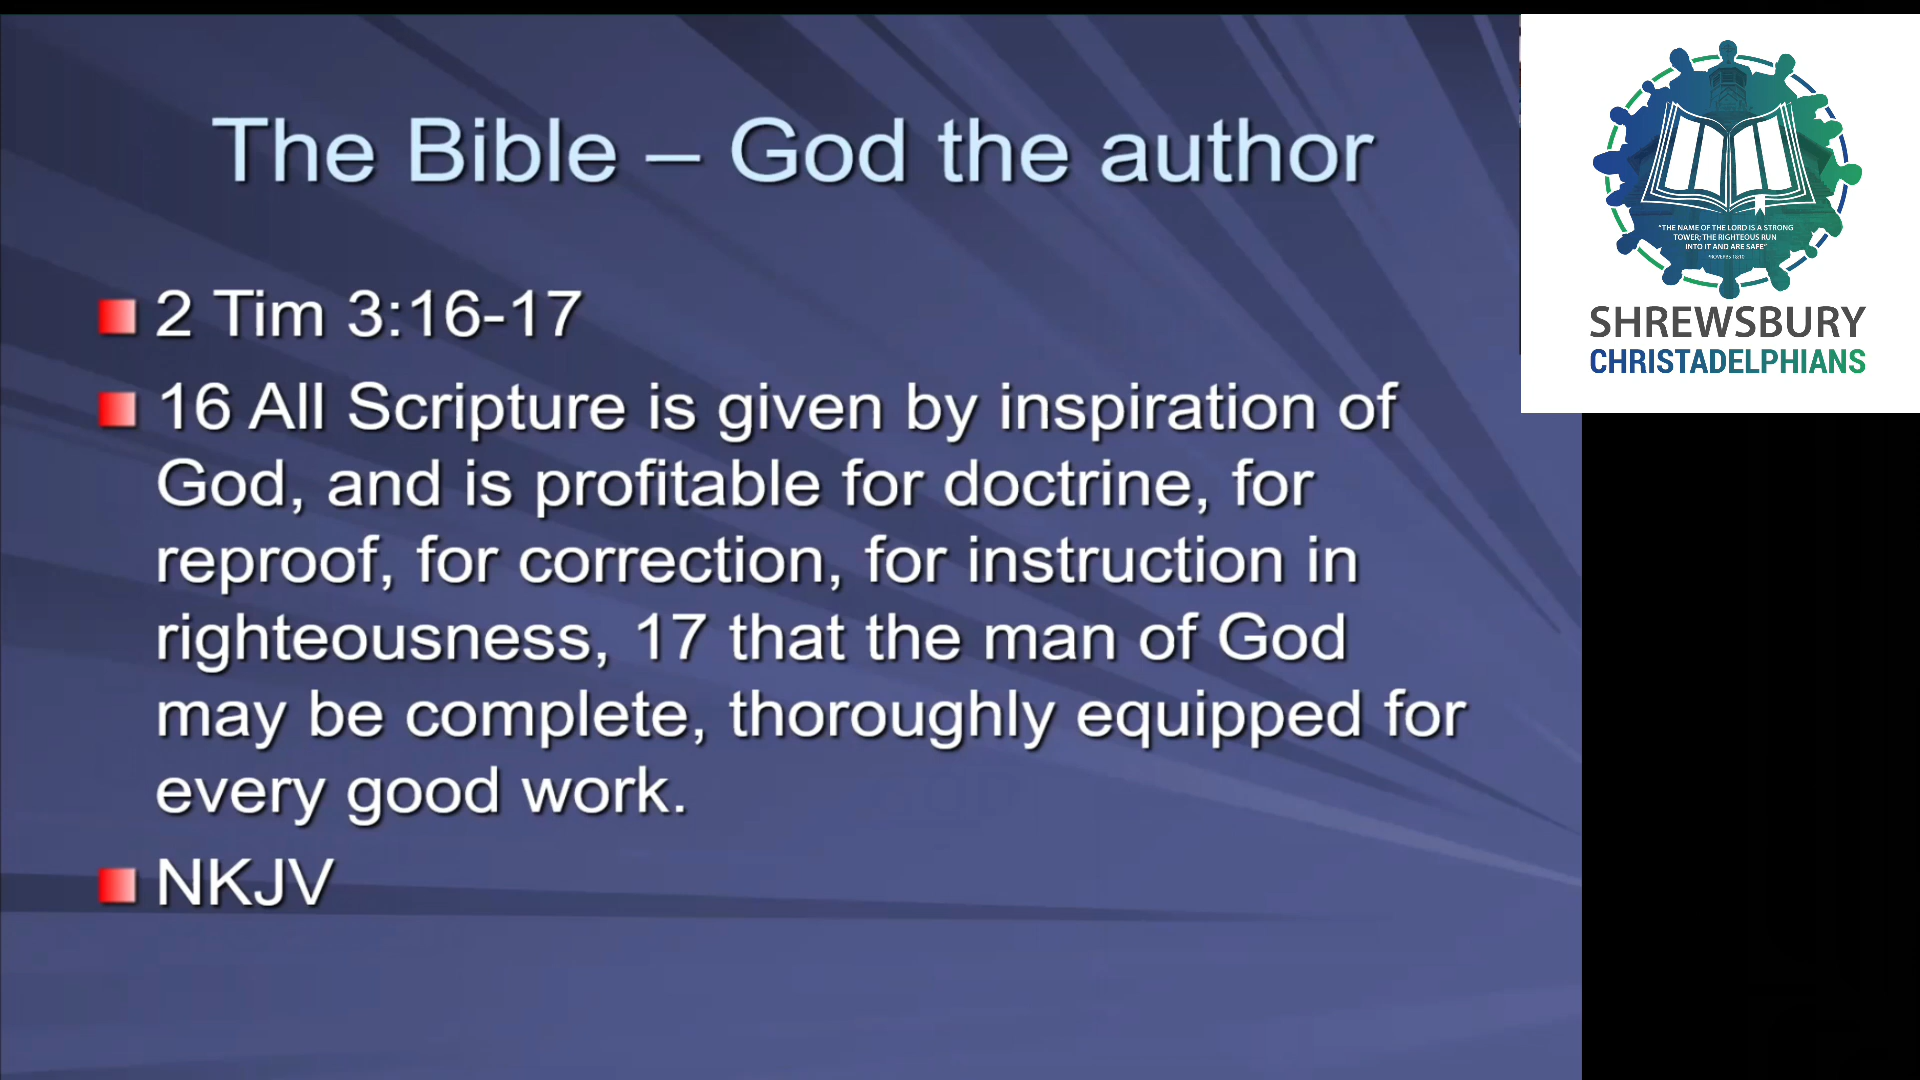 The Bible – God the author
2 Tim 3:16-17
16 All Scripture is given by inspiration of
God, and is profitable for doctrine, for
reproof, for correction, for instruction in
righteousness, 17 that the man of God
may be complete, thoroughly equipped for
every good work.
NKJV
"THE NAME OF THE LORD IS A STRONG
TOWER; THE RIGHTEOUS RUN
INTO IT AND ARE SAFE"
PROVERBS 18:10
SHREWSBURY
CHRISTADELPHIANS